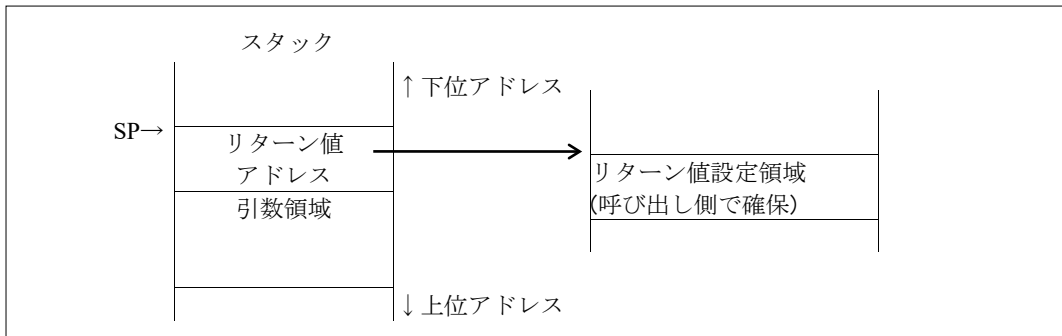 スタック
↑下位アドレス
SP→
リターン値
アドレス
引数領域
↓上位アドレス
リターン値設定領域
(呼び出し側で確保)